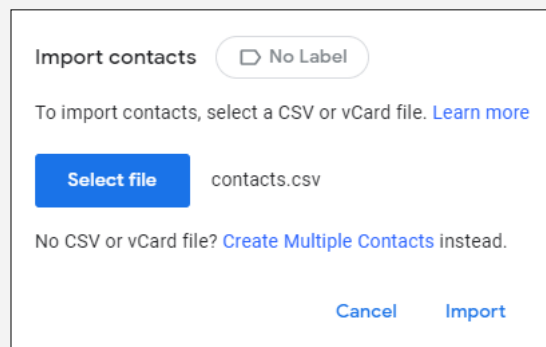 Import contacts No Label
To import contacts, select a CSV or vCard file. Learn more
Select file contacts.csv
No CSV or vCard file? Create Multiple Contacts instead.
Cancel Import